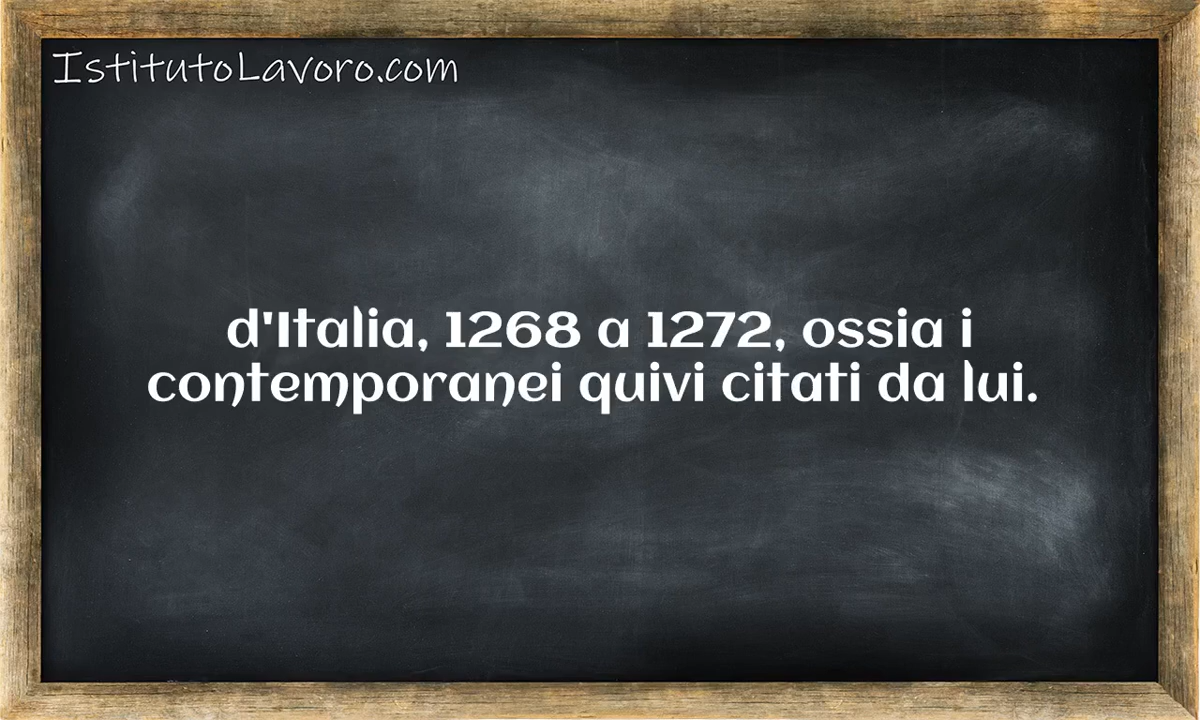 IstitutoLavoro.com
d'Italia, 1268 a 1272, ossia i
contemporanei quivi citati da lui.